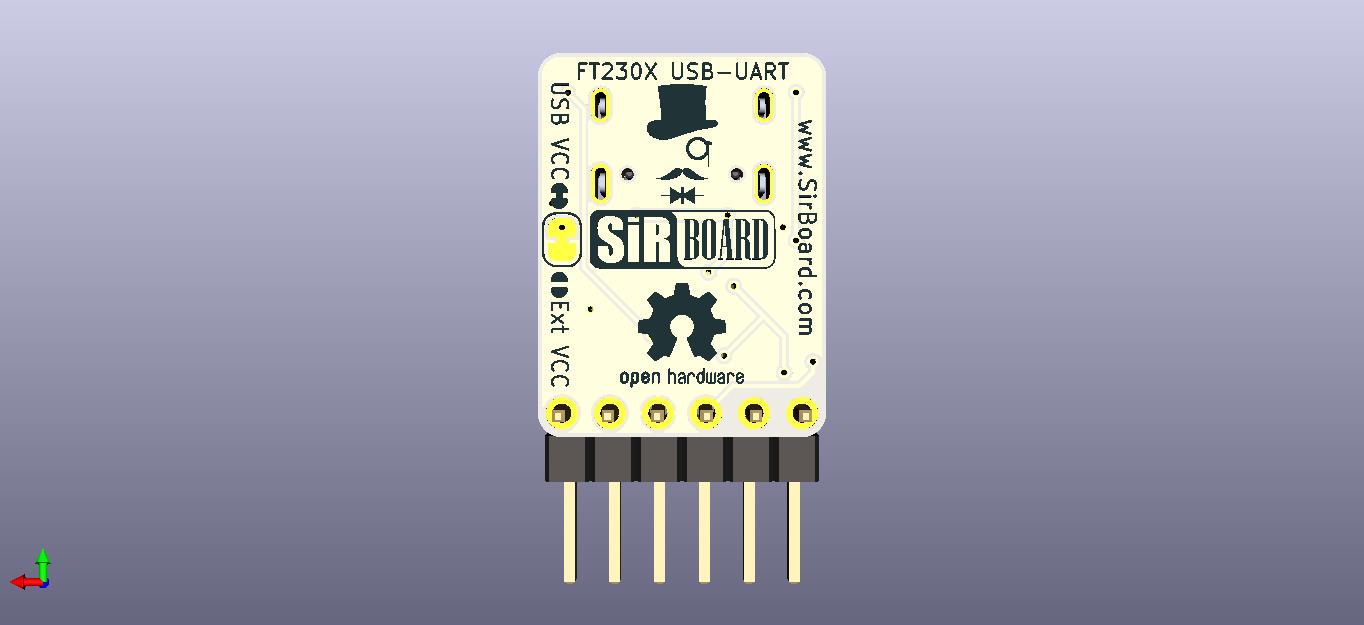 FT230X USB-UART
USB VCC
www.SirBoard.com
SiR BOARD
Ext VCC
open hardware